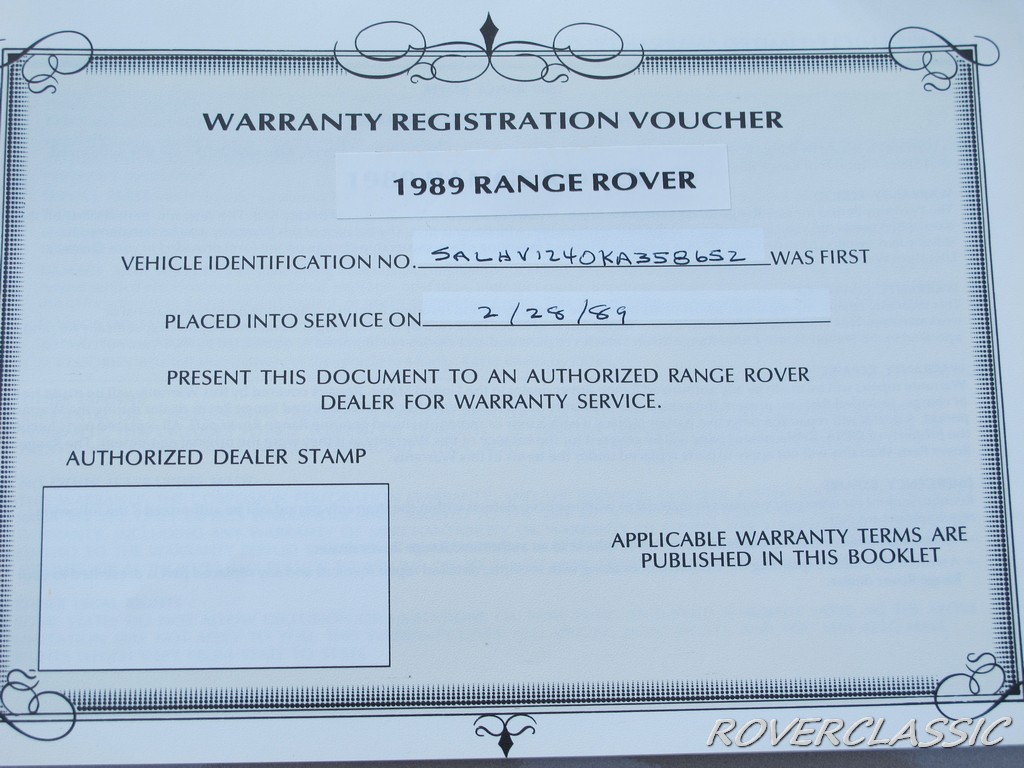 WARRANTY REGISTRATION VOUCHER
1989 RANGE ROVER
VEHICLE IDENTIFICATION NO. SALHV1240KA358652 WAS FIRST
PLACED INTO SERVICE ON 2/28/89
PRESENT THIS DOCUMENT TO AN AUTHORIZED RANGE ROVER
DEALER FOR WARRANTY SERVICE.
AUTHORIZED DEALER STAMP
APPLICABLE WARRANTY TERMS ARE
PUBLISHED IN THIS BOOKLET
ROVERCLASSIC